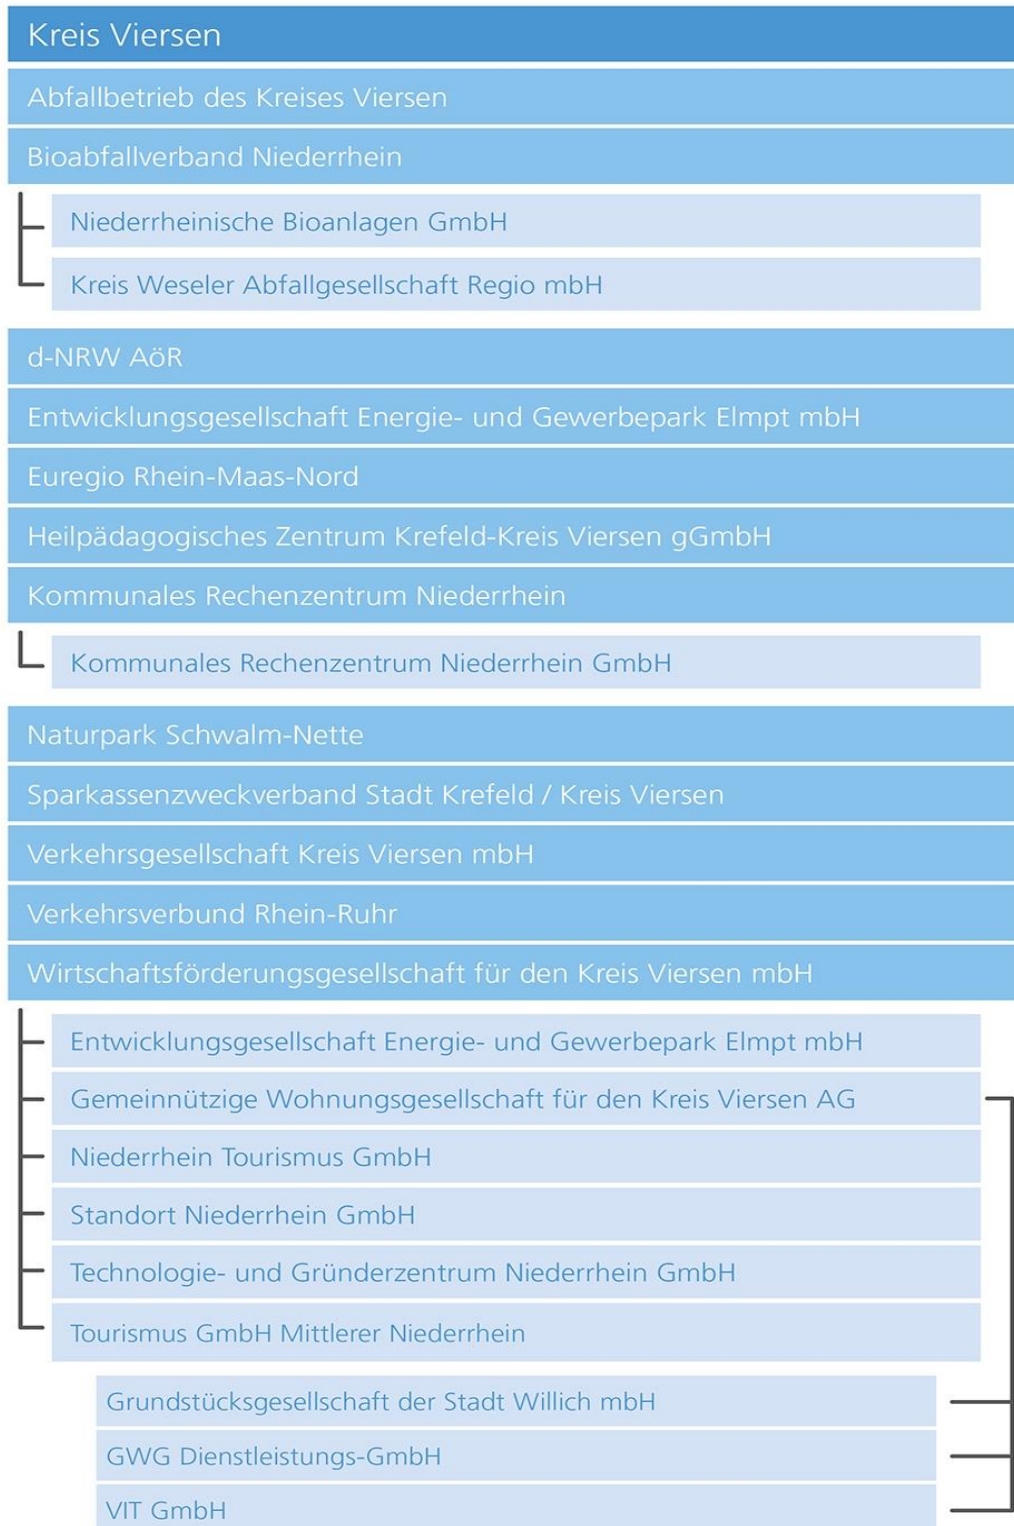 Kreis Viersen
Abfallbetrieb des Kreises Viersen
Bioabfallverband Niederrhein
Niederrheinische Bioanlagen GmbH
Kreis Weseler Abfallgesellschaft Regio mbH
d-NRW AöR
Entwicklungsgesellschaft Energie- und Gewerbepark Elmpt mbH
Euregio Rhein-Maas-Nord
Heilpädagogisches Zentrum Krefeld-Kreis Viersen gGmbH
Kommunales Rechenzentrum Niederrhein
Kommunales Rechenzentrum Niederrhein GmbH
Naturpark Schwalm-Nette
Sparkassenzweckverband Stadt Krefeld / Kreis Viersen
Verkehrsgesellschaft Kreis Viersen mbH
Verkehrsverbund Rhein-Ruhr
Wirtschaftsförderungsgesellschaft für den Kreis Viersen mbH
Entwicklungsgesellschaft Energie- und Gewerbepark Elmpt mbH
Gemeinnützige Wohnungsgesellschaft für den Kreis Viersen AG
Niederrhein Tourismus GmbH
Standort Niederrhein GmbH
Technologie- und Gründerzentrum Niederrhein GmbH
Tourismus GmbH Mittlerer Niederrhein
Grundstücksgesellschaft der Stadt Willich mbH
GWG Dienstleistungs-GmbH
VIT GmbH